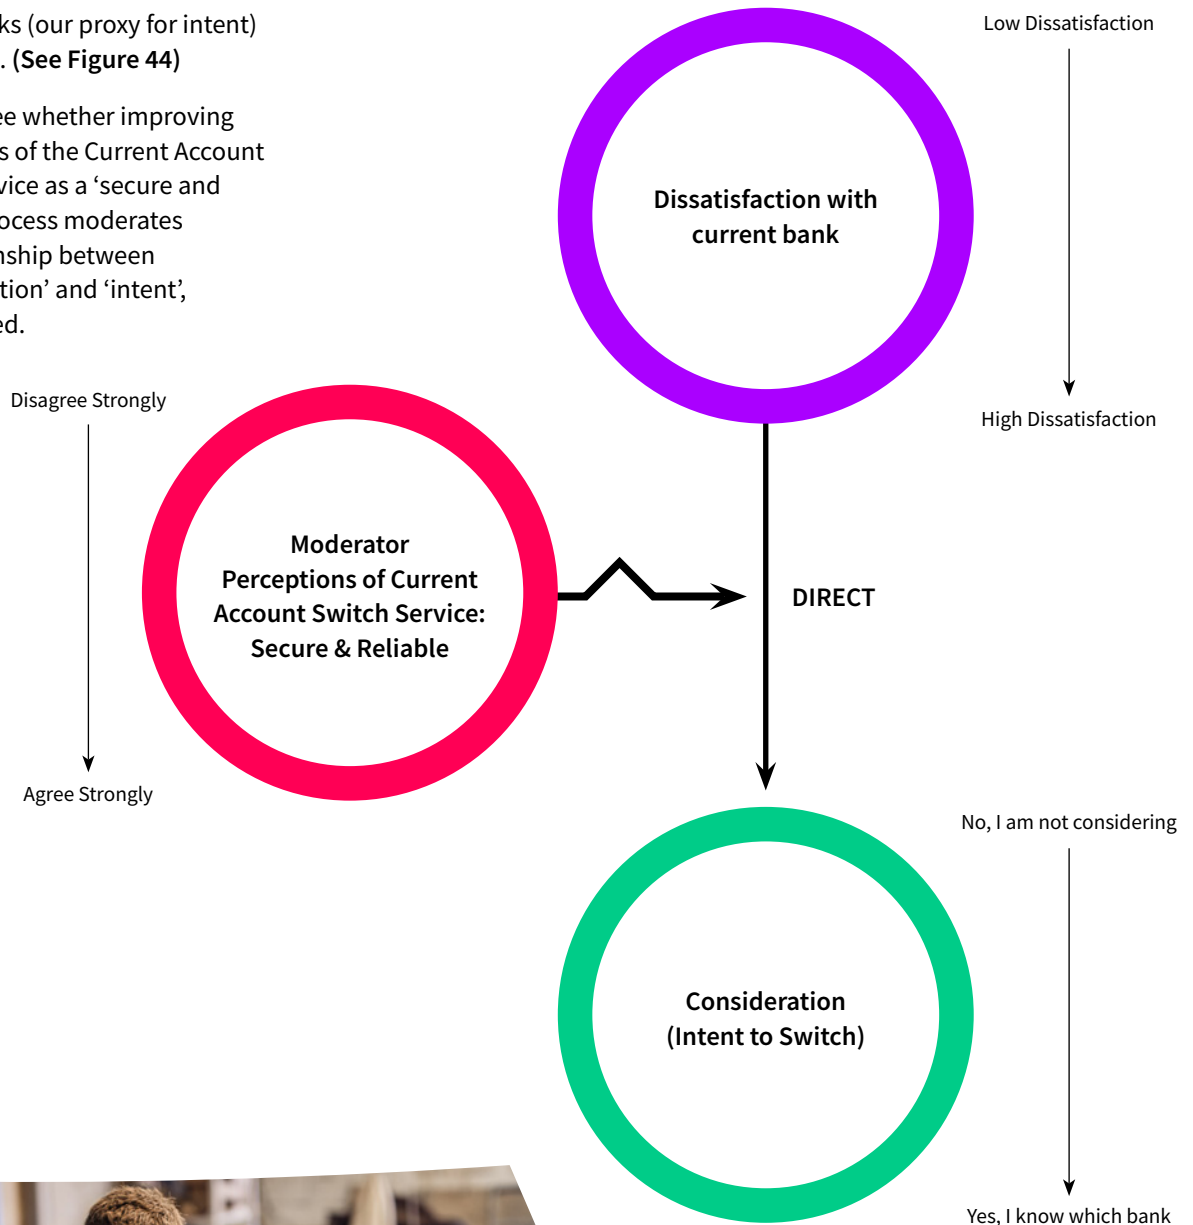 ks (our proxy for intent)
. (See Figure 44)
ee whether improving
s of the Current Account
vice as a ‘secure and
ocess moderates
nship between
tion’ and ‘intent’,
ed.
Low Dissatisfaction
High Dissatisfaction
Dissatisfaction with
current bank
Disagree Strongly
Agree Strongly
Moderator
Perceptions of Current
Account Switch Service:
Secure & Reliable
DIRECT
Consideration
(Intent to Switch)
No, I am not considering
Yes, I know which bank